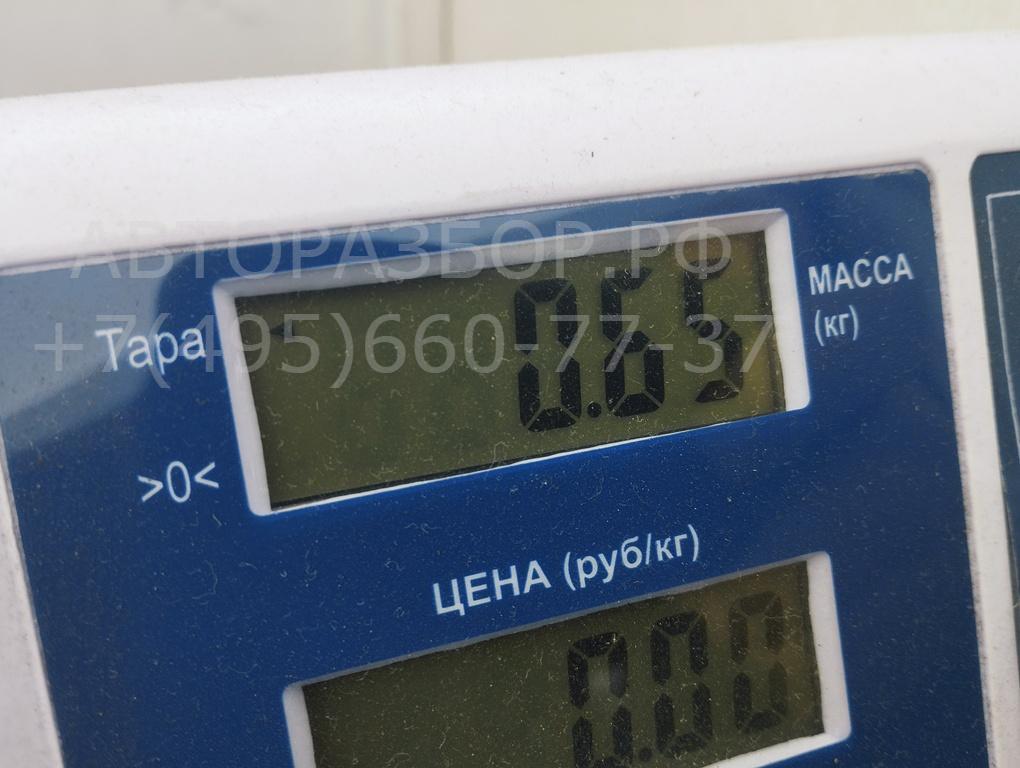 АВТОРАЗБОР.РФ
+7(495)660-77-37
Тара
0.65
МАССА
(кг)
>0<
ЦЕНА (руб/кг)
0.00